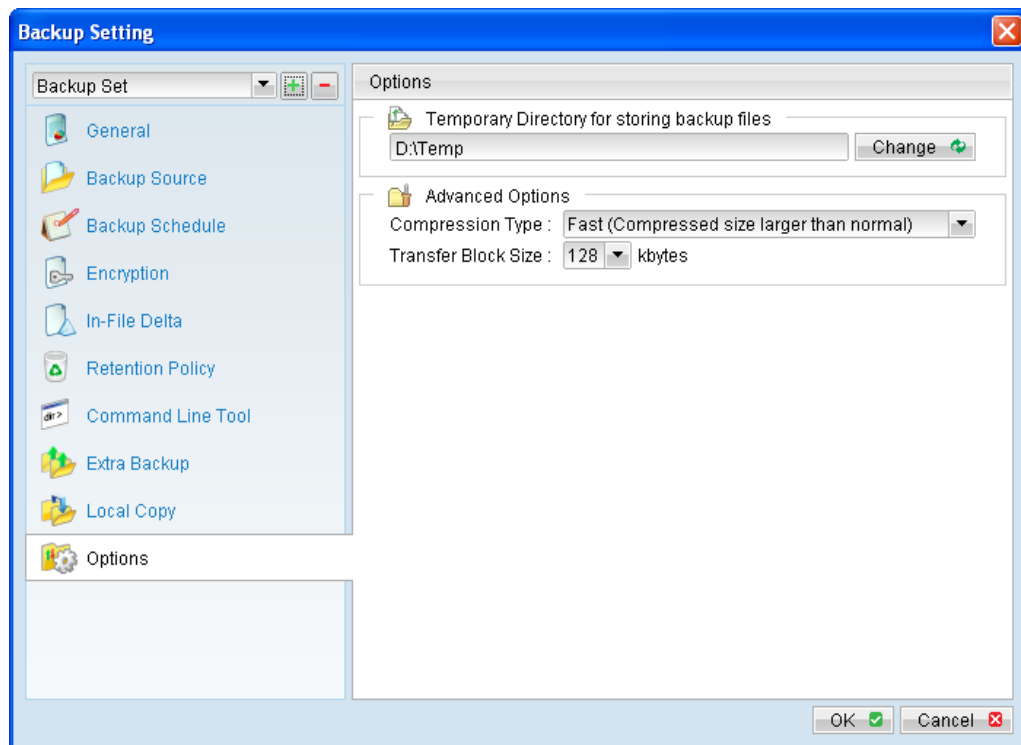 Backup Setting
Backup Set
General
Backup Source
Backup Schedule
Encryption
In-File Delta
Retention Policy
dir >
Command Line Tool
Extra Backup
Local Copy
Options
Options
Temporary Directory for storing backup files
D:\Temp
Change
Advanced Options
Compression Type : Fast (Compressed size larger than normal)
Transfer Block Size : 128 kbytes
OK
Cancel